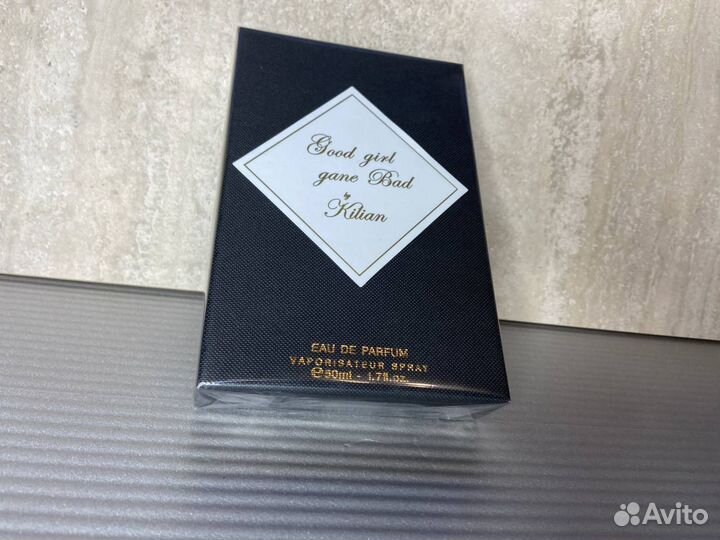 Good girl
gane Bad
by
Kilian
EAU DE PARFUM
VAPORISATEUR SPRAY
℮50ml - 1.7fl.oz.
Avito